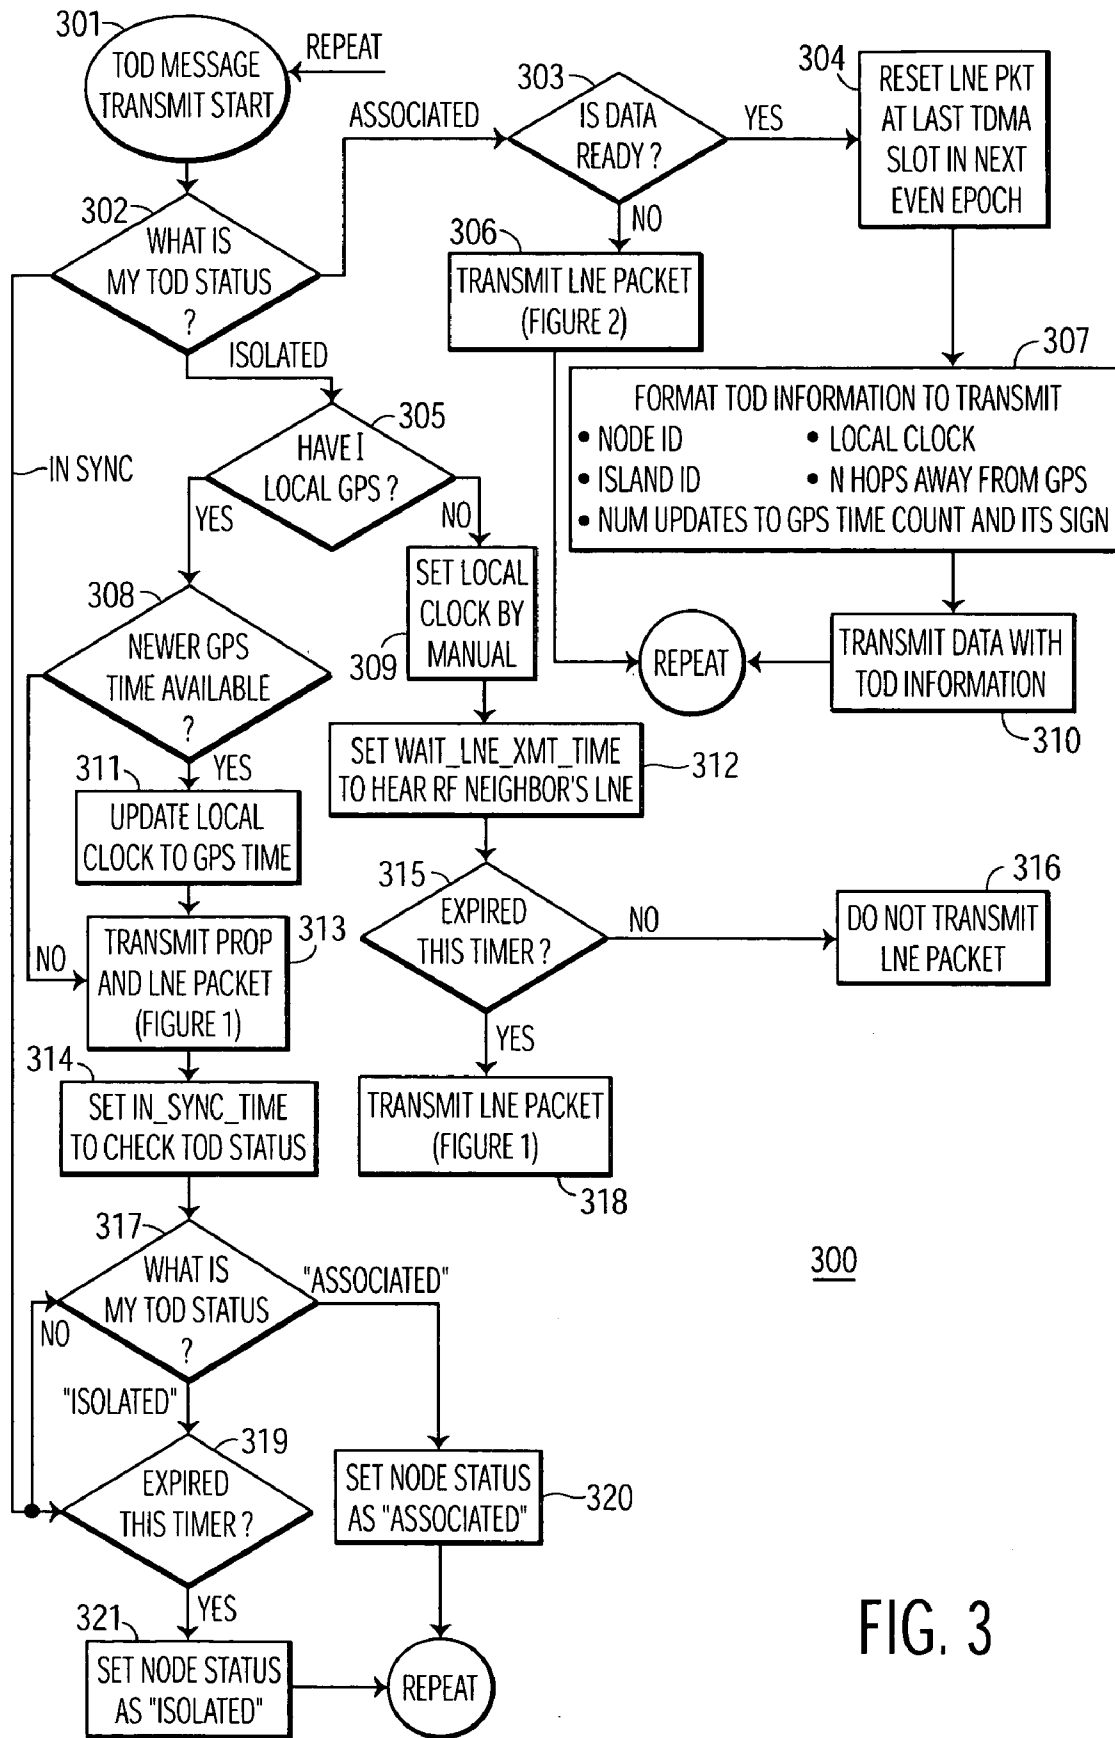 301
TOD MESSAGE
TRANSMIT START
REPEAT
302
WHAT IS
MY TOD STATUS
?
ASSOCIATED
303
IS DATA
READY ?
YES
NO
304
RESET LNE PKT
AT LAST TDMA
SLOT IN NEXT
EVEN EPOCH
306
TRANSMIT LNE PACKET
(FIGURE 2)
ISOLATED
IN SYNC
305
HAVE I
LOCAL GPS ?
YES
NO
307
FORMAT TOD INFORMATION TO TRANSMIT
• NODE ID
• LOCAL CLOCK
• ISLAND ID
• N HOPS AWAY FROM GPS
• NUM UPDATES TO GPS TIME COUNT AND ITS SIGN
308
NEWER GPS
TIME AVAILABLE
?
YES
NO
SET LOCAL
CLOCK BY
MANUAL
309
REPEAT
TRANSMIT DATA WITH
TOD INFORMATION
310
311
UPDATE LOCAL
CLOCK TO GPS TIME
SET WAIT_LNE_XMT_TIME
TO HEAR RF NEIGHBOR'S LNE
312
TRANSMIT PROP
AND LNE PACKET
(FIGURE 1)
313
315
EXPIRED
THIS TIMER ?
NO
YES
316
DO NOT TRANSMIT
LNE PACKET
314
SET IN_SYNC_TIME
TO CHECK TOD STATUS
TRANSMIT LNE PACKET
(FIGURE 1)
318
317
WHAT IS
MY TOD STATUS
?
"ASSOCIATED"
NO
"ISOLATED"
300
319
EXPIRED
THIS TIMER ?
YES
SET NODE STATUS
AS "ASSOCIATED"
320
321
SET NODE STATUS
AS "ISOLATED"
REPEAT
FIG. 3